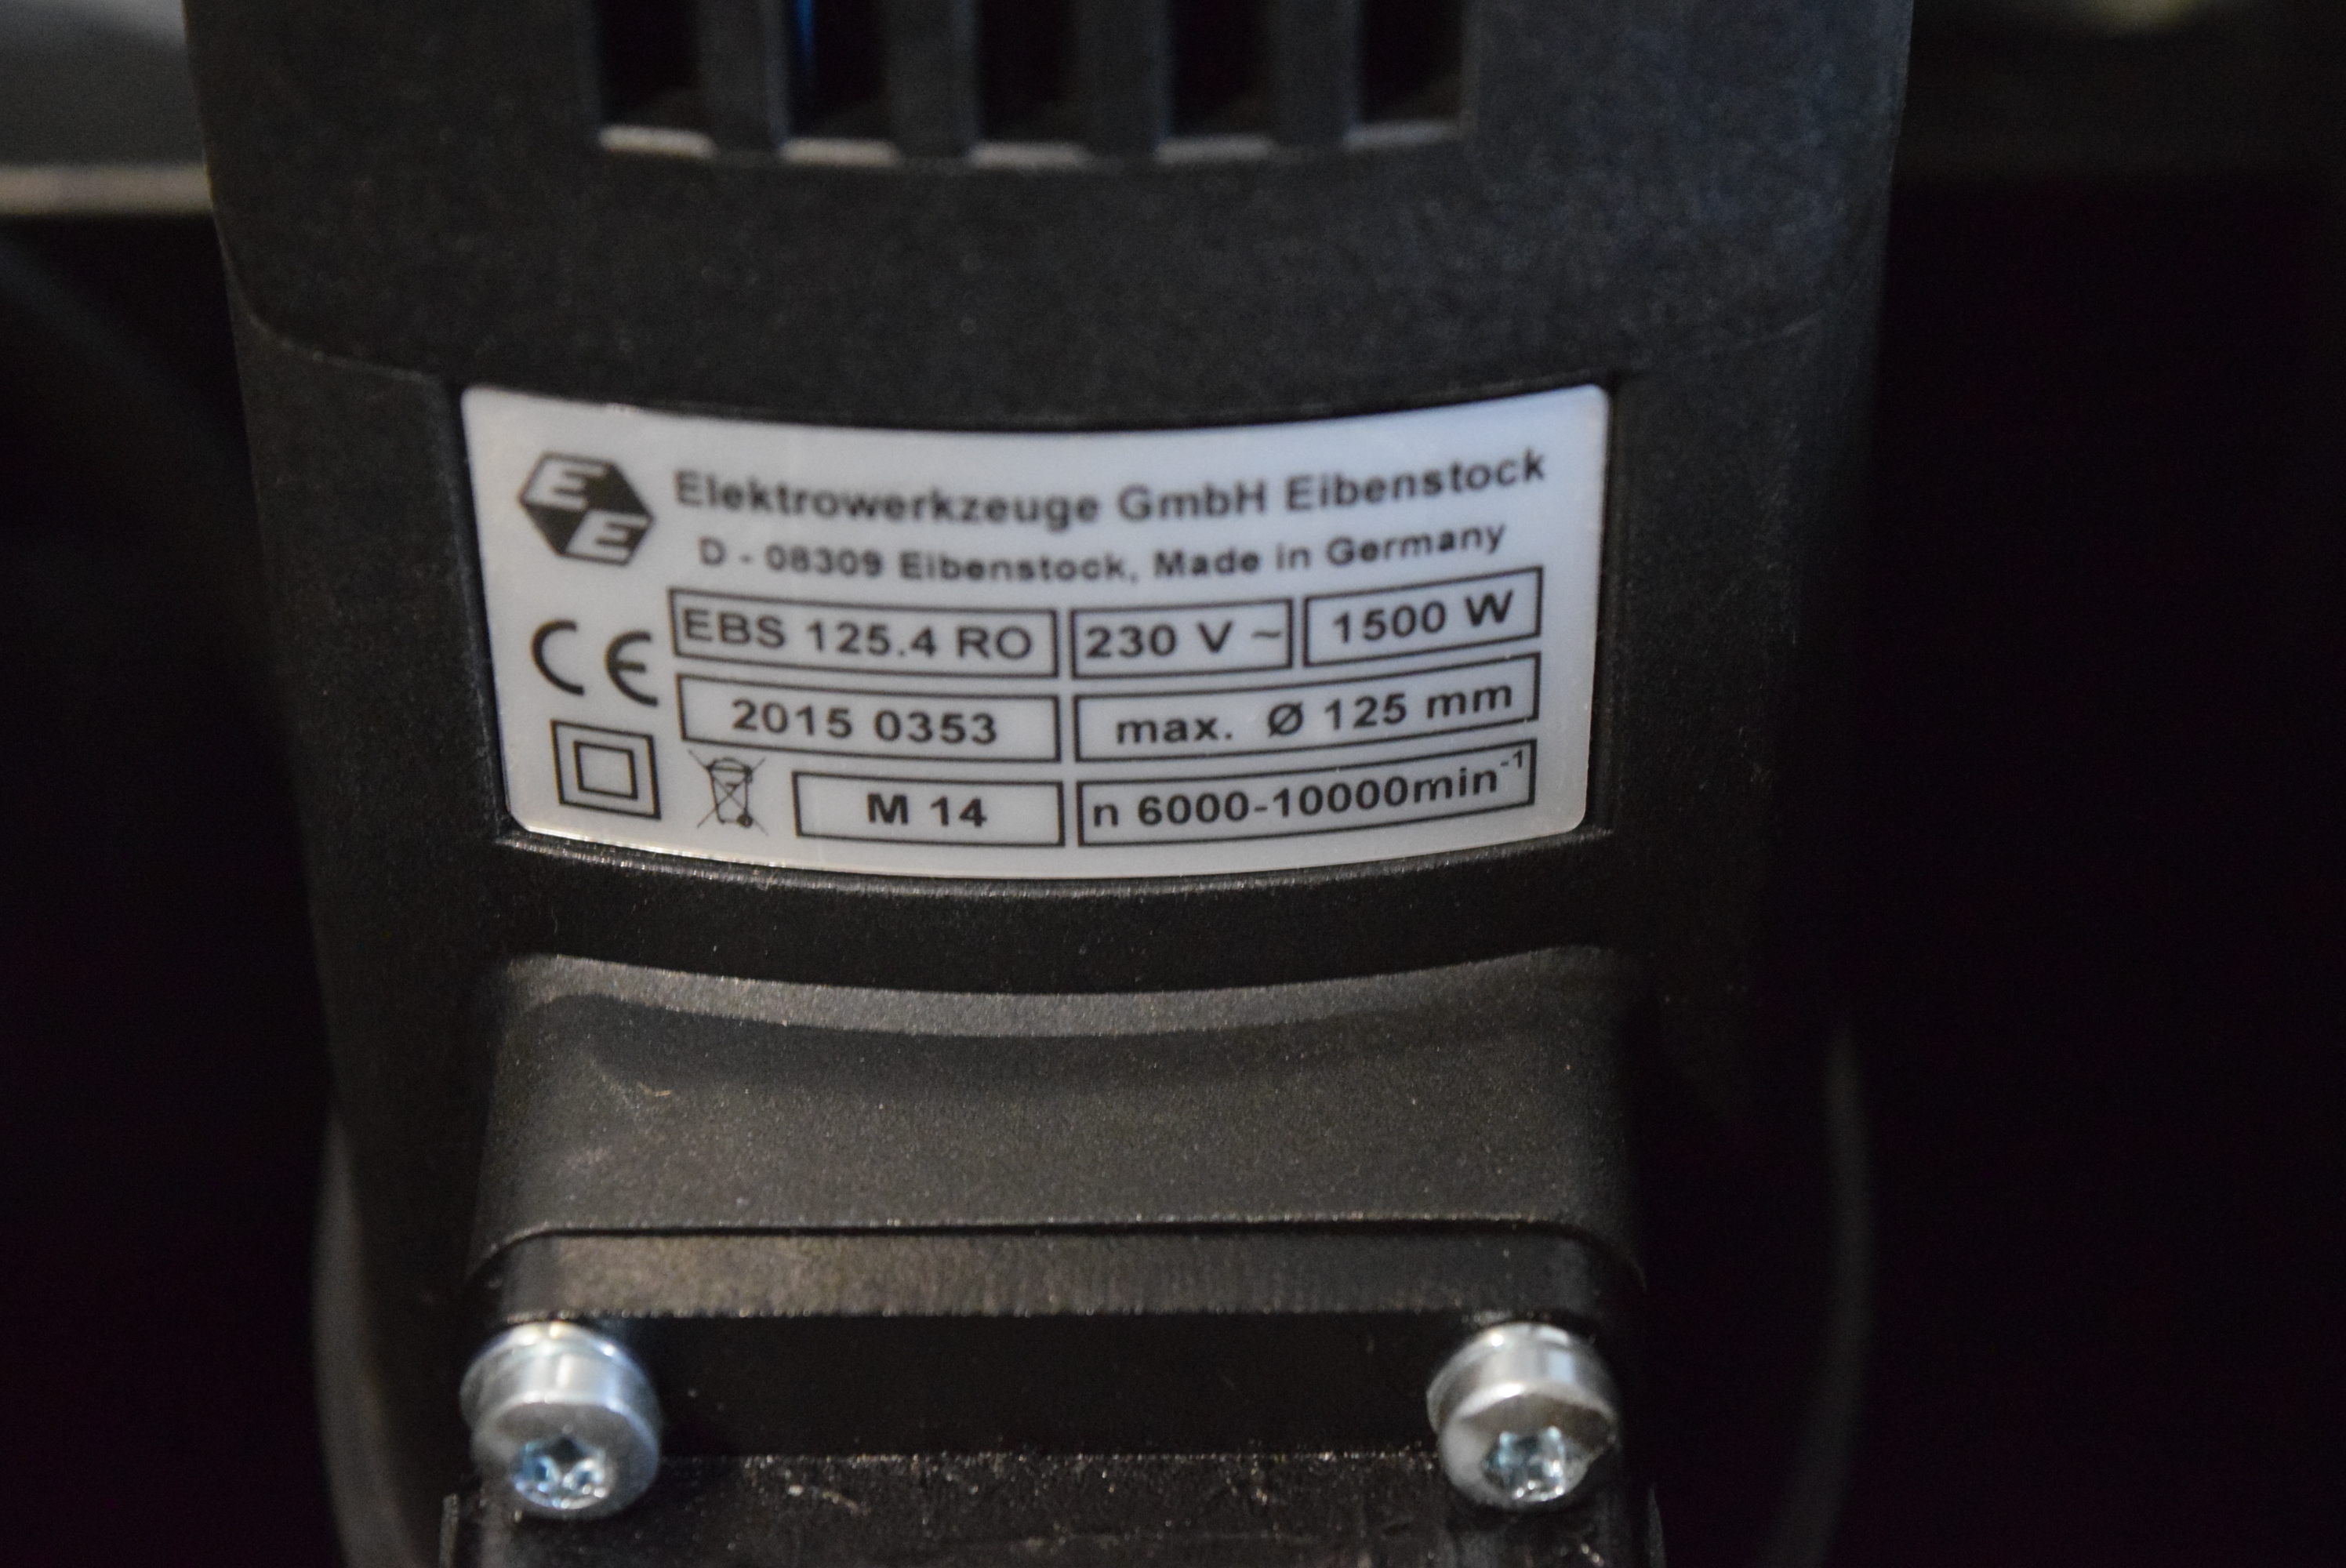 EE
Elektrowerkzeuge GmbH Eibenstock
D - 08309 Eibenstock, Made in Germany
CE
EBS 125.4 RO 230 V ~ 1500 W
2015 0353 max. Ø 125 mm
M 14 n 6000-10000min⁻¹